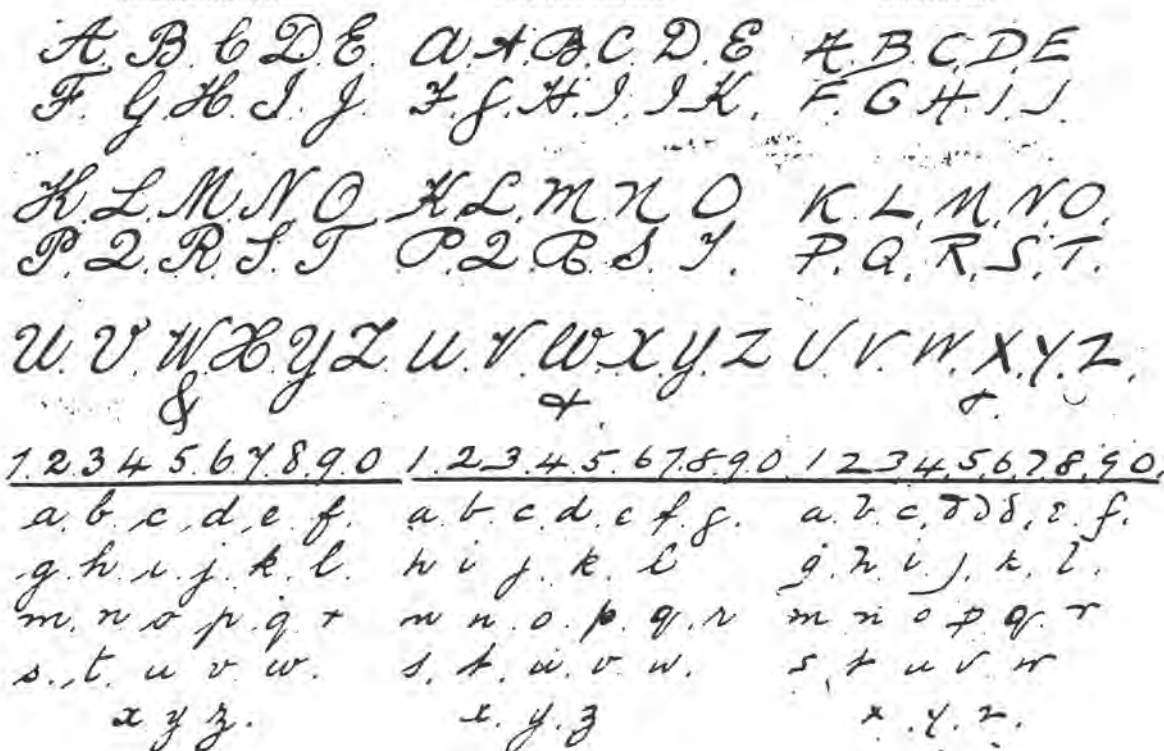 A. B. C. D. E. a. A. B. C. D. E A. B. C. D. E
F. G. H. I. J. F. G. H. I. I K. F. G H. I. J.
K L. M. N. O K L. M N O K. L. M. N. O.
P. Q. R. S. T P. Q. R. S. T. P. Q. R. S. T.
U. V. W. X. Y Z U. V. W. X. Y. Z U. V. W. X. Y. Z.
& & &.
1. 2. 3 4 5. 6. 7. 8. 9. 0 1. 2. 3. 4. 5. 6 7. 8. 9. 0 1 2 3 4, 5, 6, 7 8, 9 0.
a. b. c. d. e. f. a. b c. d. e f g. a. b. c, d d d, e. f.
g. h. i. j. k. l. h i j. k. l g. h. i j. k, l.
m. n o p. q r m n. o. p. q. r m n o p q. r
s., t. u v w. s. t. u. v w. s, t u v w
x y z. x. y. z x. y. z.